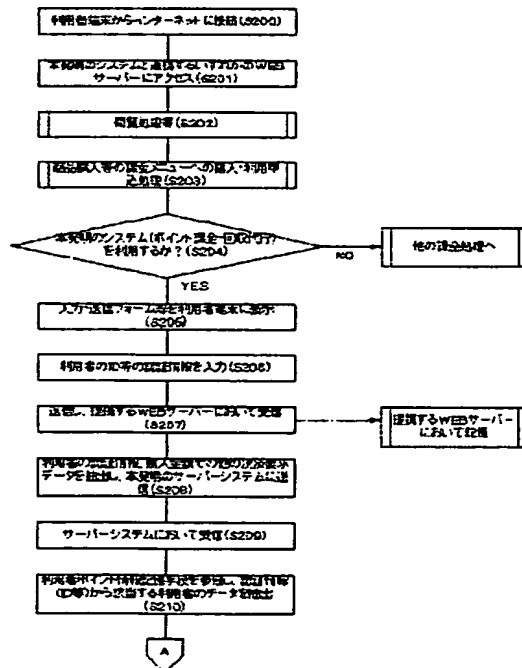 利用者端末からインターネットに接続(S200)
本発明のシステムと連携するいずれかのWEB
サーバーにアクセス(S201)
閲覧処理等(S202)
商品購入等の課金メニューへの購入・利用申
込処理(S203)
本発明のシステム(ポイント課金一回収代行)
を利用するか?(S204)
NO
他の課金処理へ
YES
入力・送信フォーム等を利用者端末に表示
(S205)
利用者のID等の認証情報を入力(S206)
送信し、提携するWEBサーバーにおいて受信
(S207)
提携するWEBサーバー
において記憶
利用者の認証情報、購入金額その他の決済要求
データを抽出し、本発明のサーバーシステムに送
信(S208)
サーバーシステムにおいて受信(S209)
利用者ポイント情報記憶手段を参照し、認証情報
(ID等)から該当する利用者のデータを抽出
(S210)
A